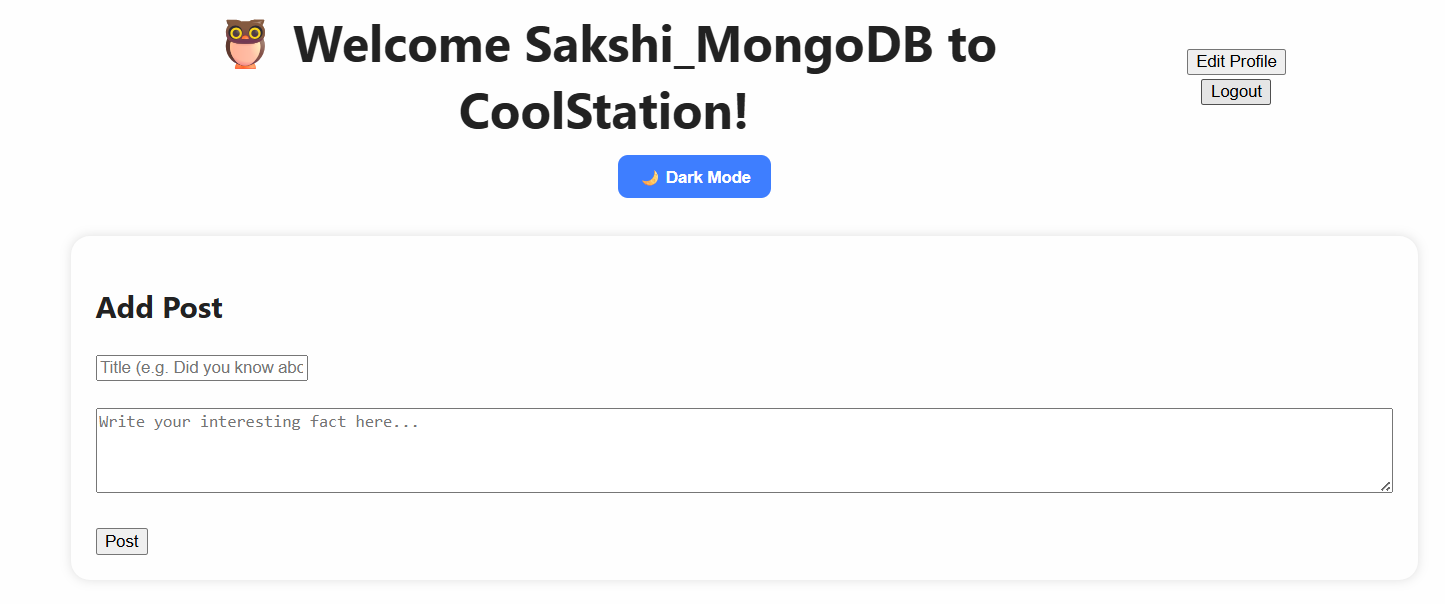 Welcome Sakshi_MongoDB to
CoolStation!
Edit Profile
Logout
Dark Mode
Add Post
Title (e.g. Did you know abc
Write your interesting fact here...
Post